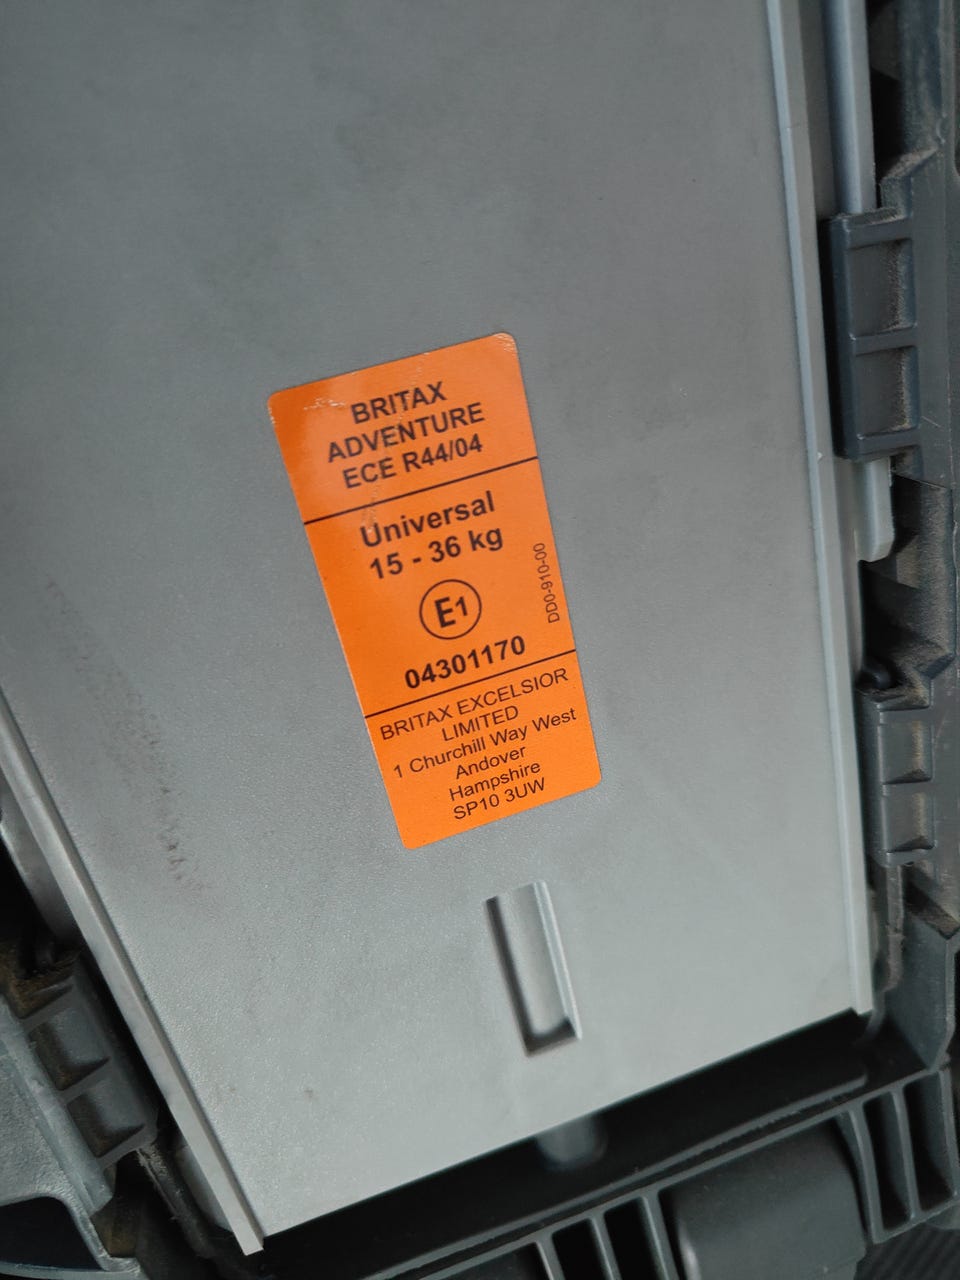 BRITAX
ADVENTURE
ECE R44/04
Universal
15 - 36 kg
E1
04301170
DD0-910-00
BRITAX EXCELSIOR
LIMITED
1 Churchill Way West
Andover
Hampshire
SP10 3UW